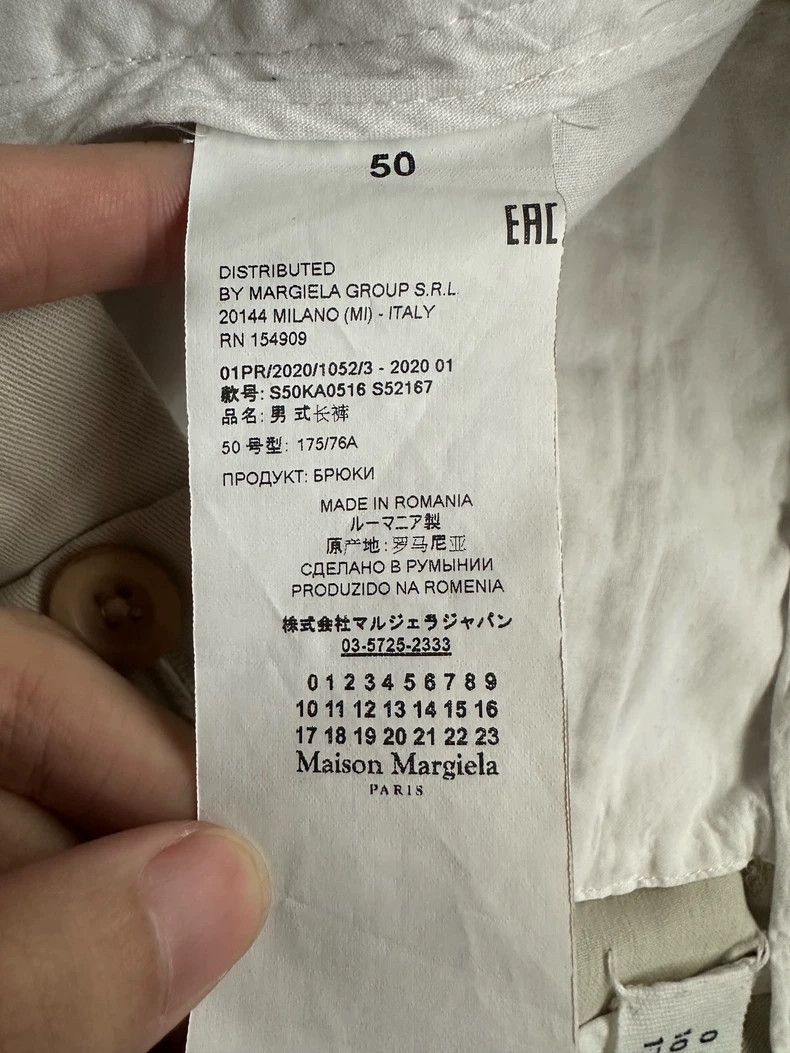 50
EAC
DISTRIBUTED
BY MARGIELA GROUP S.R.L.
20144 MILANO (MI) - ITALY
RN 154909
01PR/2020/1052/3 - 2020 01
款号: S50KA0516 S52167
品名: 男 式长裤
50 号型: 175/76A
ПРОДУКТ: БРЮКИ
MADE IN ROMANIA
ルーマニア製
原产地: 罗马尼亚
СДЕЛАНО В РУМЫНИИ
PRODUZIDO NA ROMENIA
株式会社マルジェラジャパン
03-5725-2333
0 1 2 3 4 5 6 7 8 9
10 11 12 13 14 15 16
17 18 19 20 21 22 23
Maison Margiela
PARIS